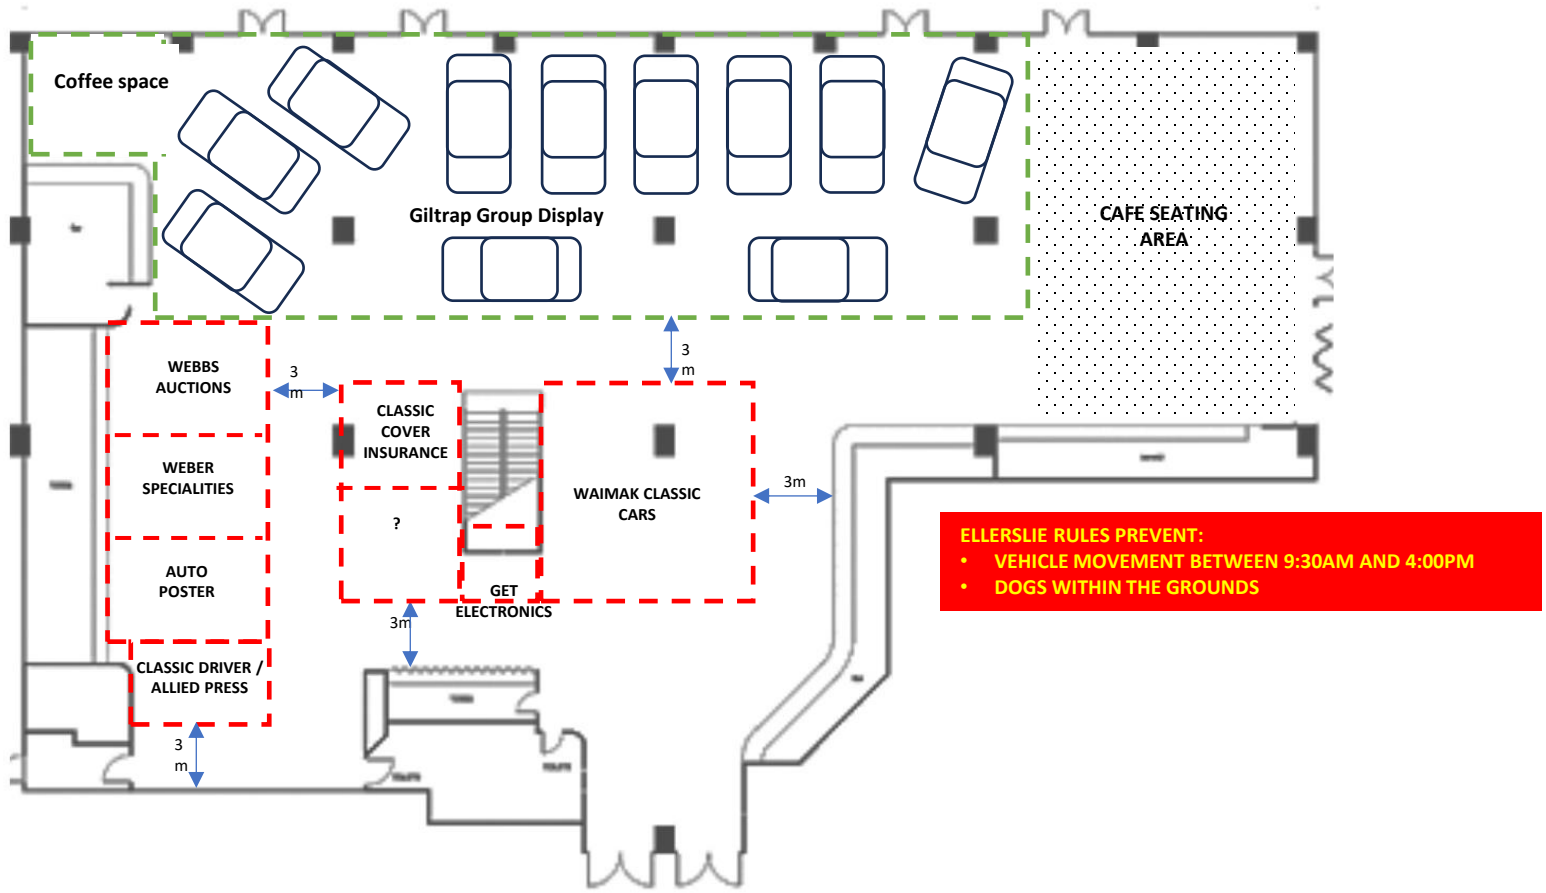 Coffee space
Giltrap Group Display
CAFE SEATING
AREA
WEBBS
AUCTIONS
3
m
3
m
CLASSIC
COVER
INSURANCE
WEBER
SPECIALITIES
WAIMAK CLASSIC
CARS
3m
?
ELLERSLIE RULES PREVENT:
• VEHICLE MOVEMENT BETWEEN 9:30AM AND 4:00PM
• DOGS WITHIN THE GROUNDS
AUTO
POSTER
GET
ELECTRONICS
3m
CLASSIC DRIVER /
ALLIED PRESS
3
m